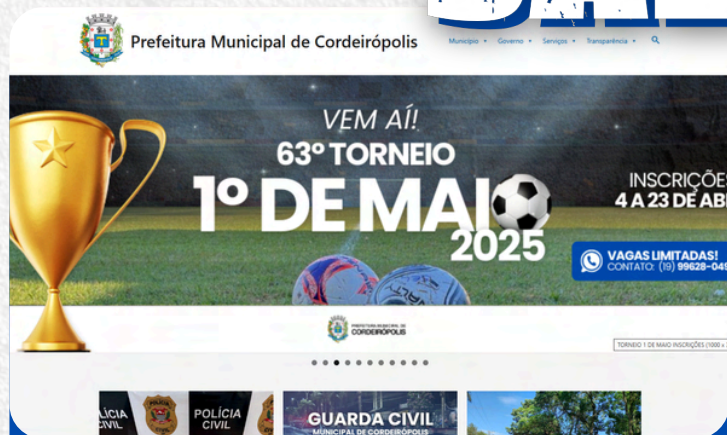 Prefeitura Municipal de Cordeirópolis
Município
Governo
Serviços
Transparência
VEM AÍ!
63º TORNEIO
1º DE MAIO
2025
INSCRIÇÕES
4 A 23 DE AB
VAGAS LIMITADAS!
CONTATO: (19) 99628-049
PREFEITURA MUNICIPAL DE
CORDEIRÓPOLIS
TORNEIO 1 DE MAIO INSCRIÇÕES (1000 x
LÍCIA
CIVIL
POLÍCIA
CIVIL
GUARDA CIVIL
MUNICIPAL DE CORDEIRÓPOLIS